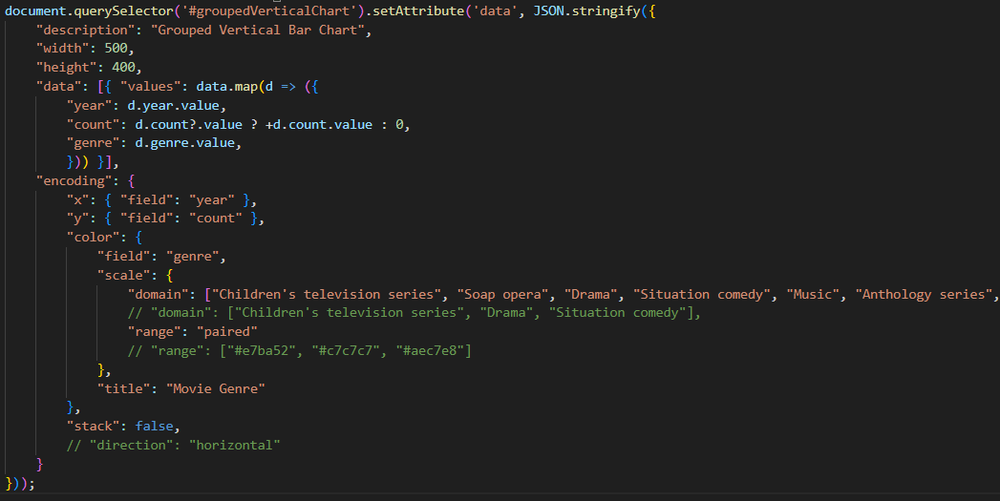 document.querySelector('#groupedVerticalChart').setAttribute('data', JSON.stringify({
    "description": "Grouped Vertical Bar Chart",
    "width": 500,
    "height": 400,
    "data": [{ "values": data.map(d => ({
        "year": d.year.value,
        "count": d.count?.value ? +d.count.value : 0,
        "genre": d.genre.value,
        })) }],
    "encoding": {
        "x": { "field": "year" },
        "y": { "field": "count" },
        "color": {
            "field": "genre",
            "scale": {
                "domain": ["Children's television series", "Soap opera", "Drama", "Situation comedy", "Music", "Anthology series",
                // "domain": ["Children's television series", "Drama", "Situation comedy"],
                "range": "paired"
                // "range": ["#e7ba52", "#c7c7c7", "#aec7e8"]
            },
            "title": "Movie Genre"
        },
        "stack": false,
        // "direction": "horizontal"
    }
}));